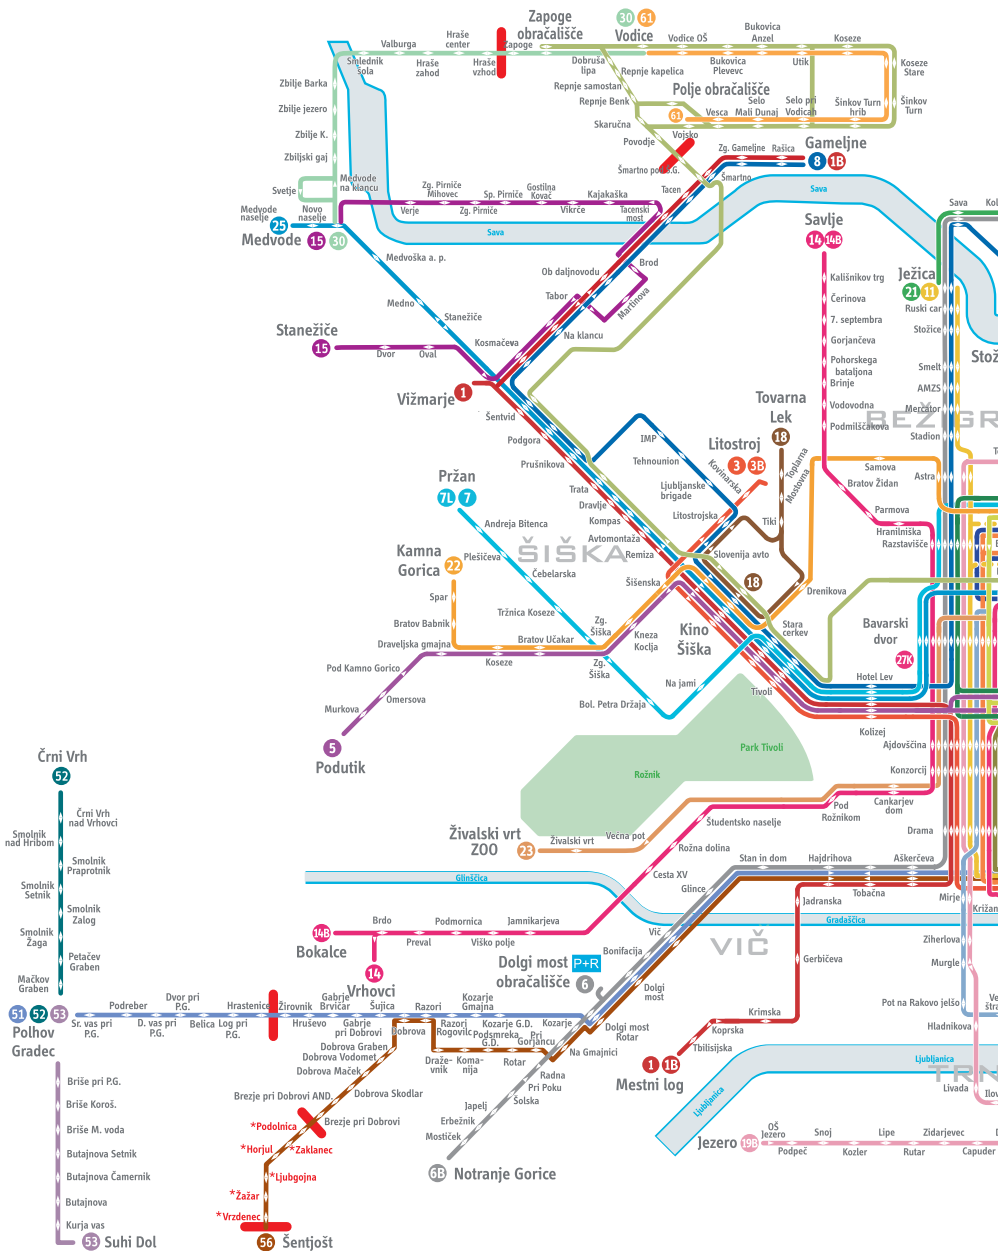 Zapoge
obračališče
30 61
Vodice
Valburga
Hraše
center
Smlednik
šola
Hraše
zahod
Hraše
vzhod
Zapoge
Dobruša
lipa
Vodice OŠ
Bukovica
Anzel
Koseze
Bukovica
Plevevc
Utik
Koseze
Stare
Repnje kapelica
Repnje samostan
Repnje Benk
Polje obračališče
61
Vesca
Selo
Mali Dunaj
Selo pri
Vodicah
Šinkov Turn
hrib
Šinkov
Turn
Skaručna
Vojsko
Povodje
Zbilje Barka
Zbilje jezero
Zbilje K.
Zbiljski gaj
Svetje
Medvode
na klancu
Medvode
naselje
Novo
naselje
25
Medvode
15 30
Zg. Gameljne
Rašica
Gameljne
8 1B
Šmartno
Tacen
Zg. Pirniče
Mihovec
Sp. Pirniče
Gostilna
Kovač
Kajakaška
Verje
Zg. Pirniče
Vikrče
Tacenski
most
Sava
Sava
Sava
Savlje
14 14B
Ježica
21 11
Kališnikov trg
Černova
7. septembra
Gorjančeva
Pohorskega
bataljona
Brinje
Vodovodna
Podmilščakova
Ruski car
Stožice
Smelt
AMZS
Mercator
Stadion
Astra
Medvoška a. p.
Brod
Ob daljnovodu
Tabor
Martinova
Medno
Stanežiče
Stanežiče
15
Dvor
Oval
Kosmačeva
Na klancu
Vižmarje
1
Šentvid
Podgora
Prušnikova
Trata
Dravlje
Kompas
Avtomontaža
Remiza
Šišenska
IMP
Tehnounion
Ljubljanske
brigade
Litostrojska
Litostroj
3 3B
Kovinarska
Tovarna
Lek
18
Toplarna
Mostovna
Tiki
Slovenija avto
18
Samova
Bratov Židan
Parmova
Hranilniška
Razstavišče
Drenikova
Stara
cerkev
Bavarski
dvor
27K
Pržan
7L 7
Andreja Bitenca
Plešičeva
Čebelarska
Tržnica Koseze
ŠIŠKA
Kamna
Gorica
22
Spar
Bratov Babnik
Draveljska gmajna
Koseze
Bratov Učakar
Zg.
Šiška
Zg.
Šiška
Kneza
Koclja
Kino
Šiška
Na jami
Bol. Petra Držaja
Tivoli
Hotel Lev
Pod Kamno Gorico
Omersova
Murkova
5
Podutik
Park Tivoli
Rožnik
Kolizej
Ajdovščina
Konzorcij
Cankarjev
dom
Pod
Rožnikom
Drama
Črni Vrh
52
Črni Vrh
nad Vrhovci
Smolnik
nad Hribom
Smolnik
Praprotnik
Smolnik
Setnik
Smolnik
Zalog
Smolnik
Žaga
Petačev
Graben
Mačkov
Graben
51 52 53
Polhov
Gradec
Živalski vrt
ZOO
23
Živalski vrt
Večna pot
Študentsko naselje
Rožna dolina
Cesta XV
Stan in dom
Hajdrihova
Aškerčeva
Glince
Tobačna
Jadranska
Mirje
Glinščica
Gradaščica
14B
Bokalce
Brdo
Podmornica
Jamnikarjeva
Preval
Viško polje
14
Vrhovci
Vič
VIČ
Bonifacija
Dolgi most
obračališče
P+R
6
Dolgi
most
Gerbičeva
Ziherlova
Murgle
Pot na Rakovo jelšo
Hladnikova
Krimska
Koprska
Tbilisijska
1 1B
Mestni log
Dolgi most
Rotar
Na Gmajnici
Podreber
Dvor pri
P.G.
Hrastenice
Žirovnik
Gabrje
Brvičar
Šujica
Razori
Kozarje
Gmajna
Sr. vas pri
P.G.
D. vas pri
P.G.
Belica
Log pri
P.G.
Hruševo
Gabrje
pri Dobrovi
Dobrova
Razori
Rogovilc
Kozarje G.D.
Kozarje
Podsmreka
G.D.
Pri
Gorjancu
Draže-
vnik
Koma-
nija
Rotar
Dobrova Graben
Dobrova Vodomet
Dobrova Maček
Dobrova Skodlar
Brezje pri Dobrovi AND.
Brezje pri Dobrovi
*Podolnica
*Horjul
*Zaklanec
*Ljubgojna
*Žažar
*Vrzdenec
56
Šentjošt
Radna
Pri Poku
Šolska
Japelj
Erbežnik
Mostiček
6B
Notranje Gorice
Briše pri P.G.
Briše Koroš.
Briše M. voda
Butajnova Setnik
Butajnova Čamernik
Butajnova
Kurja vas
53
Suhi Dol
Ljubljanica
Ljubljanica
Livada
Jezero
19B
OŠ
Jezero
Podpeč
Snoj
Kozler
Lipe
Rutar
Zidarjevec
Capuder